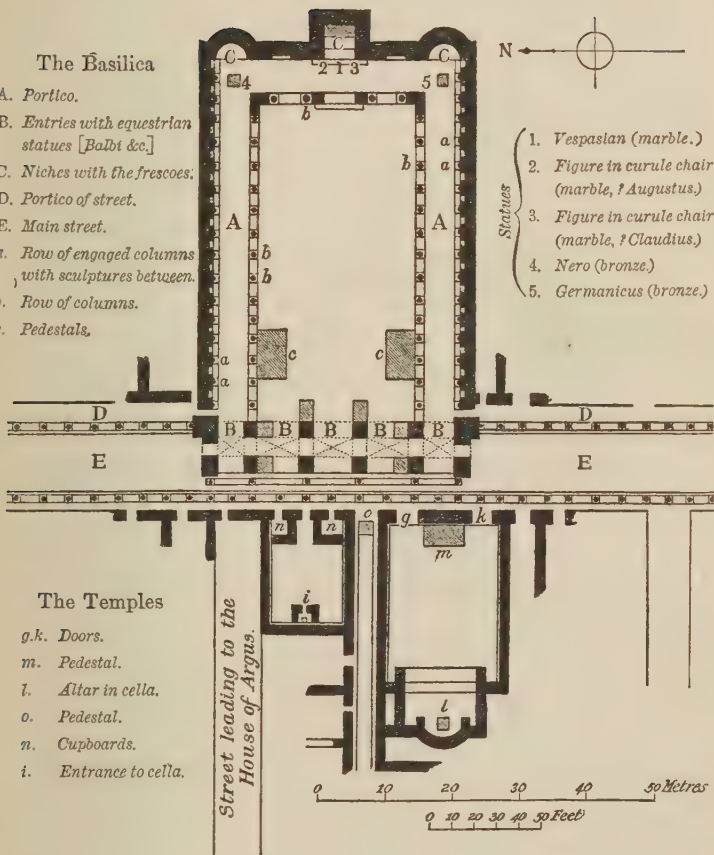 The Basilica
A. Portico.
B. Entries with equestrian
statues [Balbi &c.]
C. Niches with the frescoes.
D. Portico of street.
E. Main street.
Row of engaged columns
with sculptures between.
Row of columns.
Pedestals.
N
Statues
1. Vespasian (marble.)
2. Figure in curule chair
(marble, ? Augustus.)
3. Figure in curule chair
(marble, ? Claudius.)
4. Nero (bronze.)
5. Germanicus (bronze.)
C C C
2 1 3
4 5
b
a
b a
A A
b
b
c c
a
a
D D
B B B B B
E E
n n o g k
m
i
l
The Temples
g.k. Doors.
m. Pedestal.
l. Altar in cella.
o. Pedestal.
n. Cupboards.
i. Entrance to cella.
Street leading to the
House of Argus.
0 10 20 30 40 50 Metres
0 10 20 30 40 50 Feet